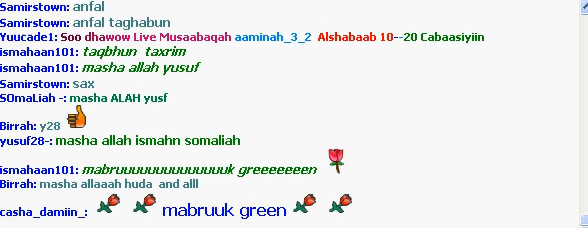 Samirstown: anfal
Samirstown: anfal taghabun
Yuucade1: Soo dhawow Live Musaabaqah aaminah_3_2 Alshabaab 10--20 Cabaasiyiin
ismahaan101: taqbhun taxrim
ismahaan101: masha allah yusuf
Samirstown: sax
SOmaLiah -: masha ALAH yusf
Birrah: y28
yusuf28-: masha allah ismahn somaliah
ismahaan101: mabruuuuuuuuuuuuuuk greeeeeeen
Birrah: masha allaaah huda and alll
casha_damiin_: mabruuk green